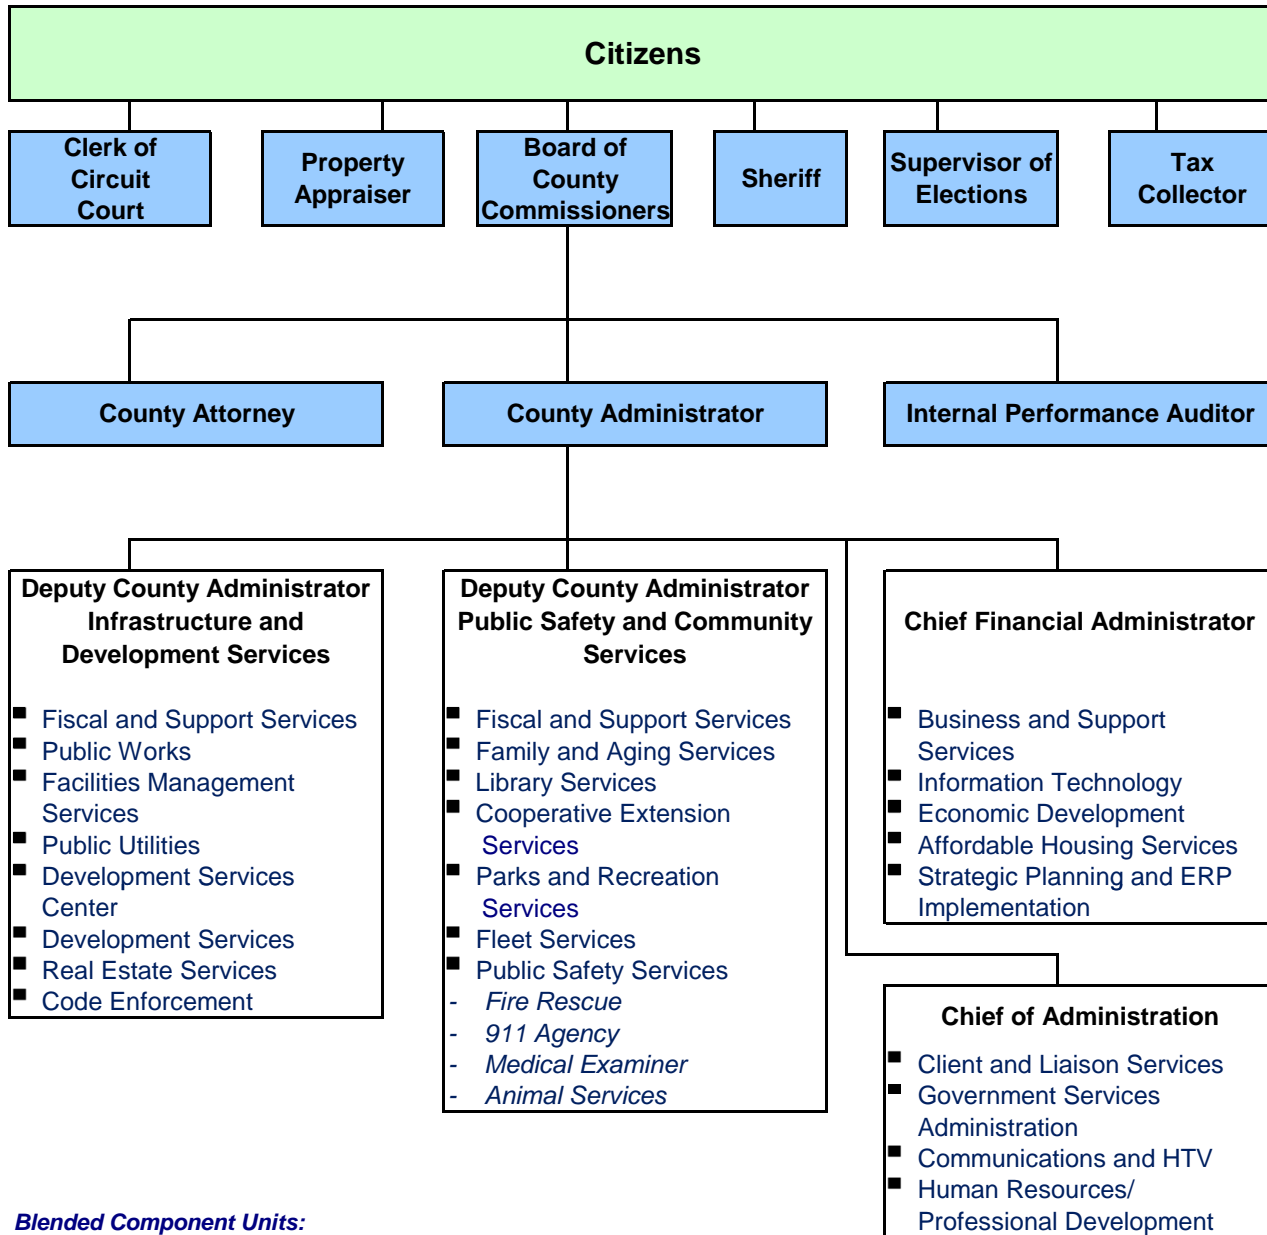 Citizens
Clerk of
Circuit
Court
Property
Appraiser
Board of
County
Commissioners
Sheriff
Supervisor of
Elections
Tax
Collector
County Attorney
County Administrator
Internal Performance Auditor
Deputy County Administrator
Infrastructure and
Development Services
▪ Fiscal and Support Services
▪ Public Works
▪ Facilities Management
Services
▪ Public Utilities
▪ Development Services
Center
▪ Development Services
▪ Real Estate Services
▪ Code Enforcement
Deputy County Administrator
Public Safety and Community
Services
▪ Fiscal and Support Services
▪ Family and Aging Services
▪ Library Services
▪ Cooperative Extension
Services
▪ Parks and Recreation
Services
▪ Fleet Services
▪ Public Safety Services
- Fire Rescue
- 911 Agency
- Medical Examiner
- Animal Services
Chief Financial Administrator
▪ Business and Support
Services
▪ Information Technology
▪ Economic Development
▪ Affordable Housing Services
▪ Strategic Planning and ERP
Implementation
Chief of Administration
▪ Client and Liaison Services
▪ Government Services
Administration
▪ Communications and HTV
▪ Human Resources/
Professional Development
Blended Component Units: